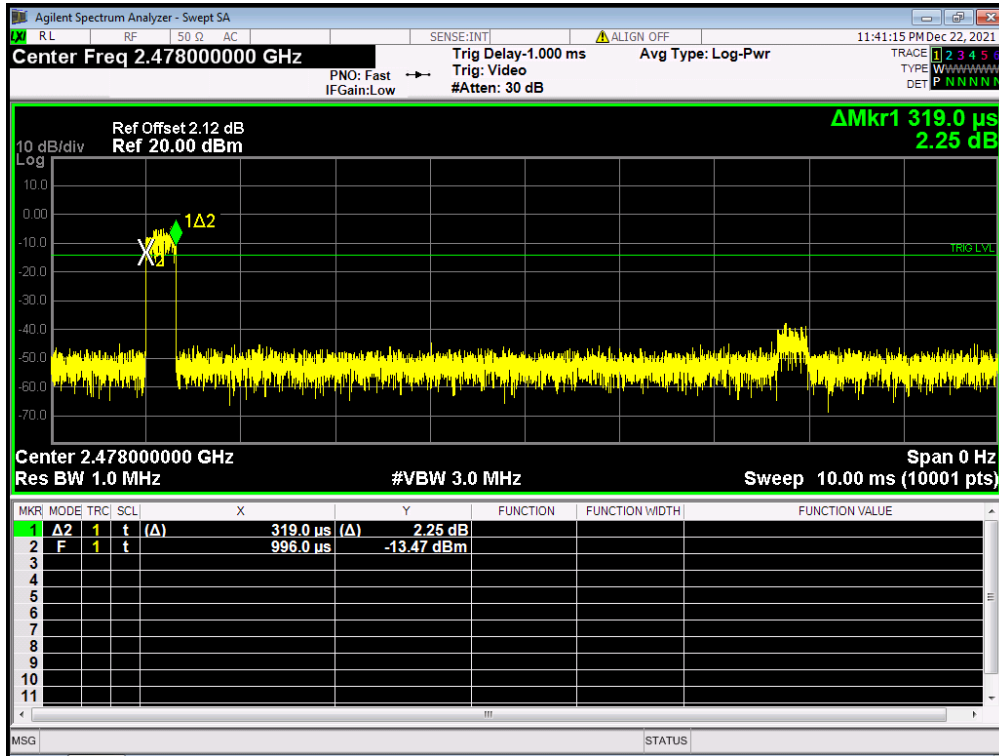 Agilent Spectrum Analyzer - Swept SA
LXI RL RF 50 Ω AC SENSE:INT ALIGN OFF 11:41:15 PM Dec 22, 2021
Center Freq 2.478000000 GHz
PNO: Fast
IFGain:Low
Trig Delay-1.000 ms
Trig: Video
#Atten: 30 dB
Avg Type: Log-Pwr
TRACE 1 2 3 4 5 6
TYPE WWWWWW
DET P N N N N N
ΔMkr1 319.0 µs
2.25 dB
Ref Offset 2.12 dB
10 dB/div Ref 20.00 dBm
Log
10.0
0.00
-10.0
-20.0
-30.0
-40.0
-50.0
-60.0
-70.0
1Δ2
2
TRIG LVL
Center 2.478000000 GHz Span 0 Hz
Res BW 1.0 MHz #VBW 3.0 MHz Sweep 10.00 ms (10001 pts)
MKR MODE TRC SCL X Y FUNCTION FUNCTION WIDTH FUNCTION VALUE
1 Δ2 1 t (Δ) 319.0 µs (Δ) 2.25 dB
2 F 1 t 996.0 µs -13.47 dBm
3
4
5
6
7
8
9
10
11
MSG STATUS